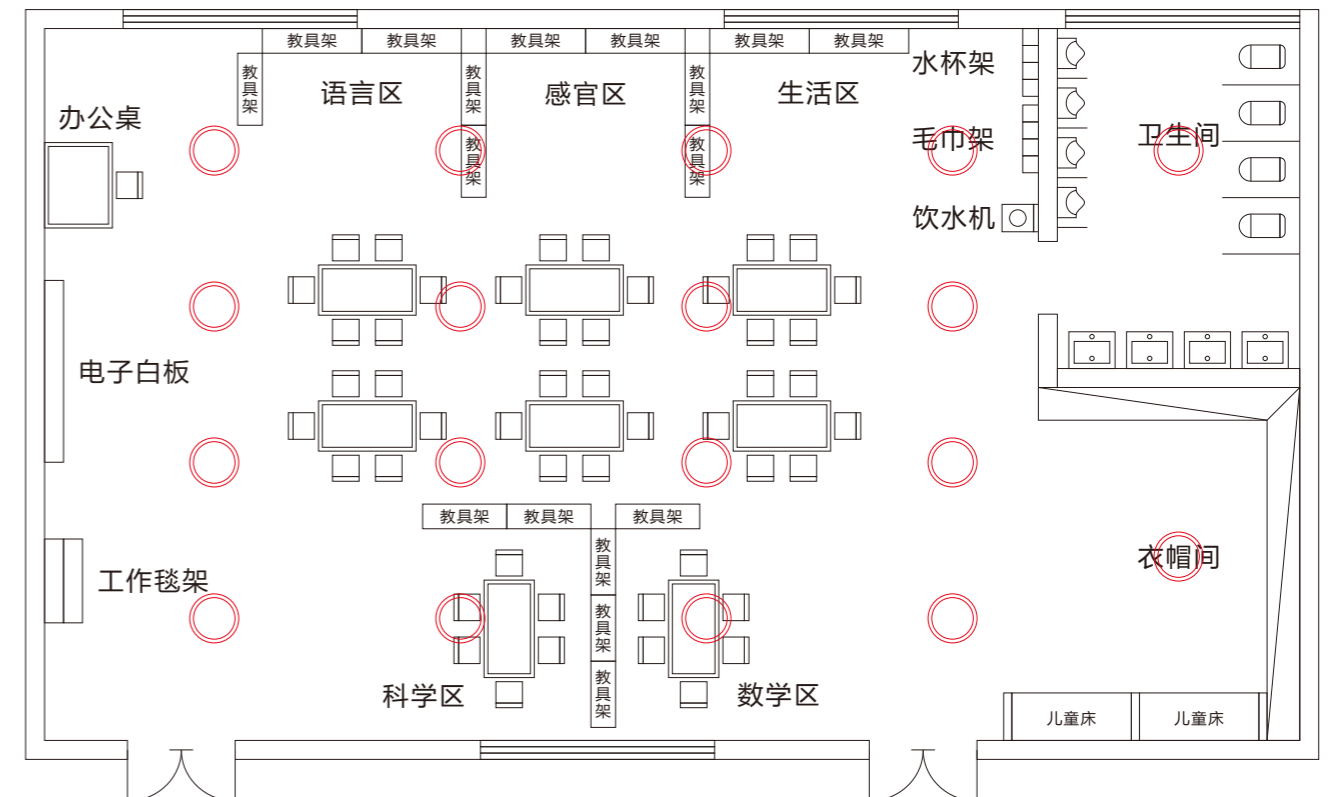 教具架
教具架
教具架
教具架
教具架
教具架
教具架
教具架
教具架
教具架
教具架
语言区
感官区
生活区
水杯架
办公桌
毛巾架
卫生间
饮水机
电子白板
教具架
教具架
教具架
教具架
教具架
教具架
工作毯架
衣帽间
科学区
数学区
儿童床
儿童床